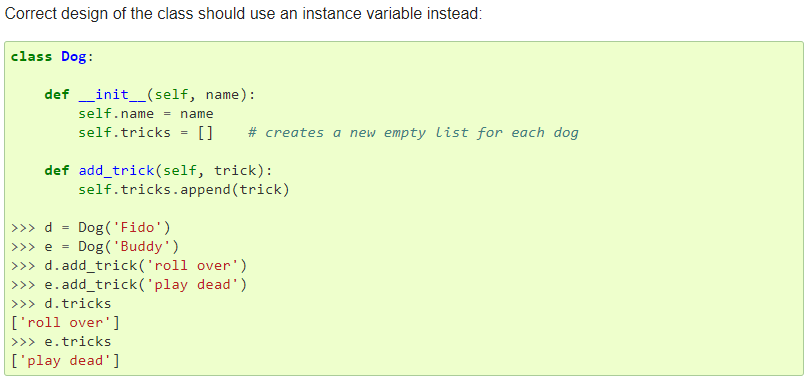 Correct design of the class should use an instance variable instead:
class Dog:
    def __init__(self, name):
        self.name = name
        self.tricks = []    # creates a new empty list for each dog
    def add_trick(self, trick):
        self.tricks.append(trick)
>>> d = Dog('Fido')
>>> e = Dog('Buddy')
>>> d.add_trick('roll over')
>>> e.add_trick('play dead')
>>> d.tricks
['roll over']
>>> e.tricks
['play dead']